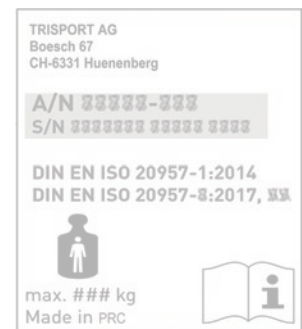 TRISPORT AG
Boesch 67
CH-6331 Huenenberg
A/N
S/N
DIN EN ISO 20957-1:2014
DIN EN ISO 20957-8:2017,
max. ### kg
Made in PRC
i